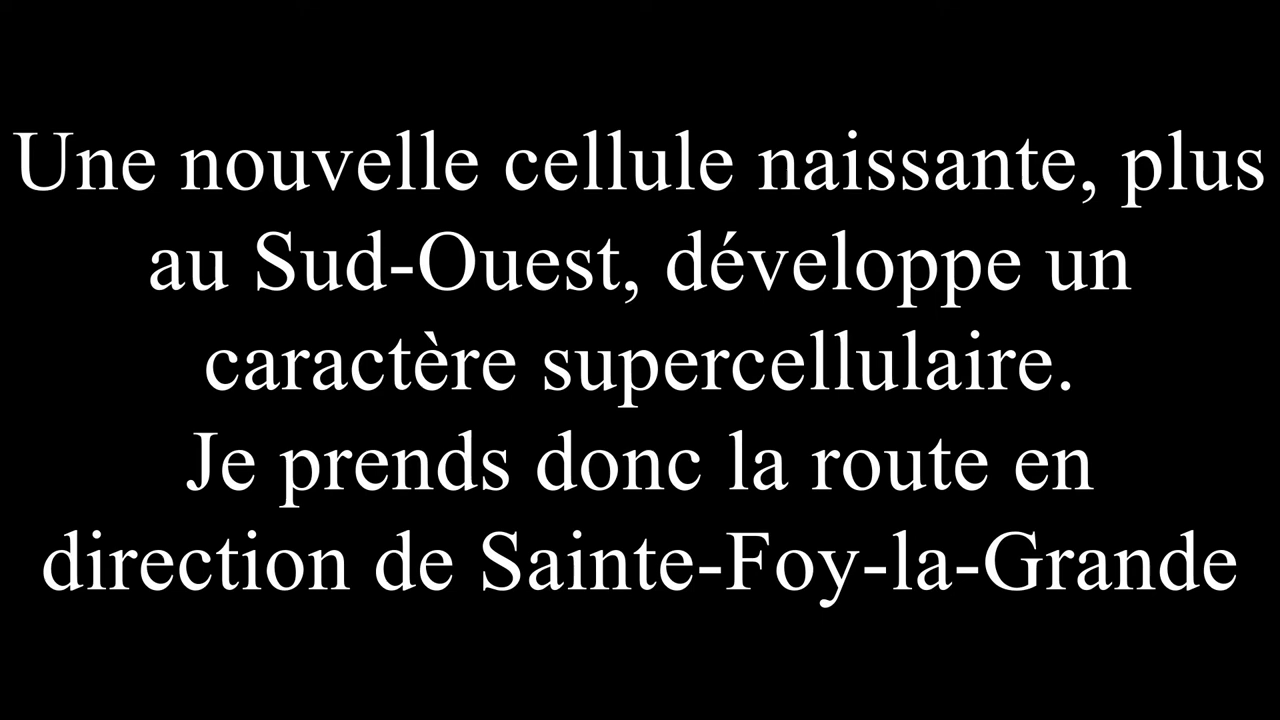 Une nouvelle cellule naissante, plus
au Sud-Ouest, développe un
caractère supercellulaire.
Je prends donc la route en
direction de Sainte-Foy-la-Grande